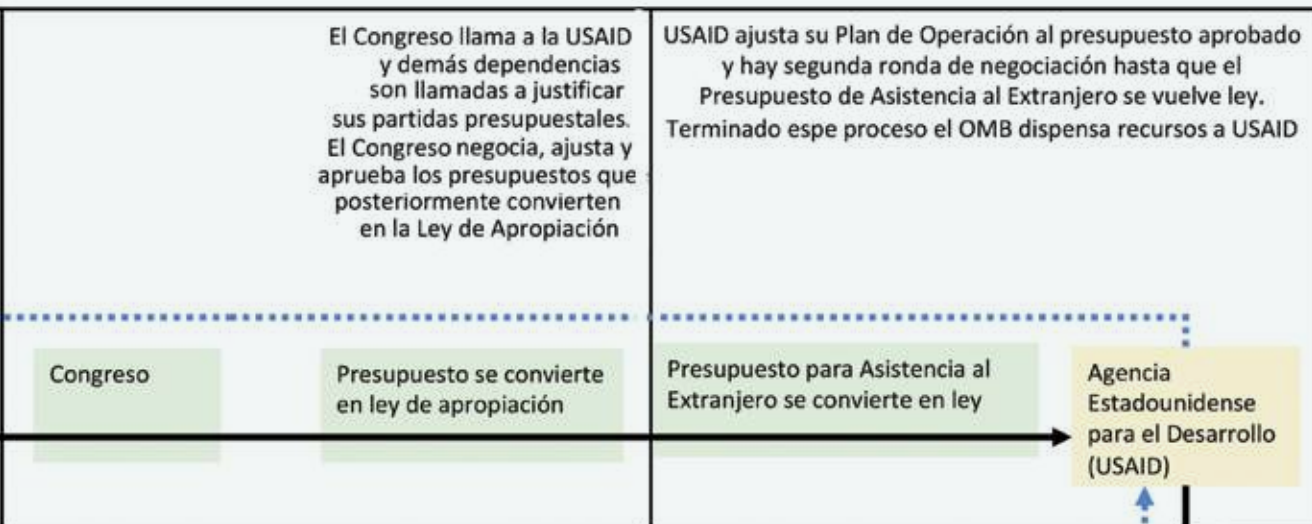 El Congreso llama a la USAID
y demás dependencias
son llamadas a justificar
sus partidas presupuestales.
El Congreso negocia, ajusta y
aprueba los presupuestos que
posteriormente convierten
en la Ley de Apropiación
USAID ajusta su Plan de Operación al presupuesto aprobado
y hay segunda ronda de negociación hasta que el
Presupuesto de Asistencia al Extranjero se vuelve ley.
Terminado espe proceso el OMB dispensa recursos a USAID
Congreso
Presupuesto se convierte
en ley de apropiación
Presupuesto para Asistencia al
Extranjero se convierte en ley
Agencia
Estadounidense
para el Desarrollo
(USAID)